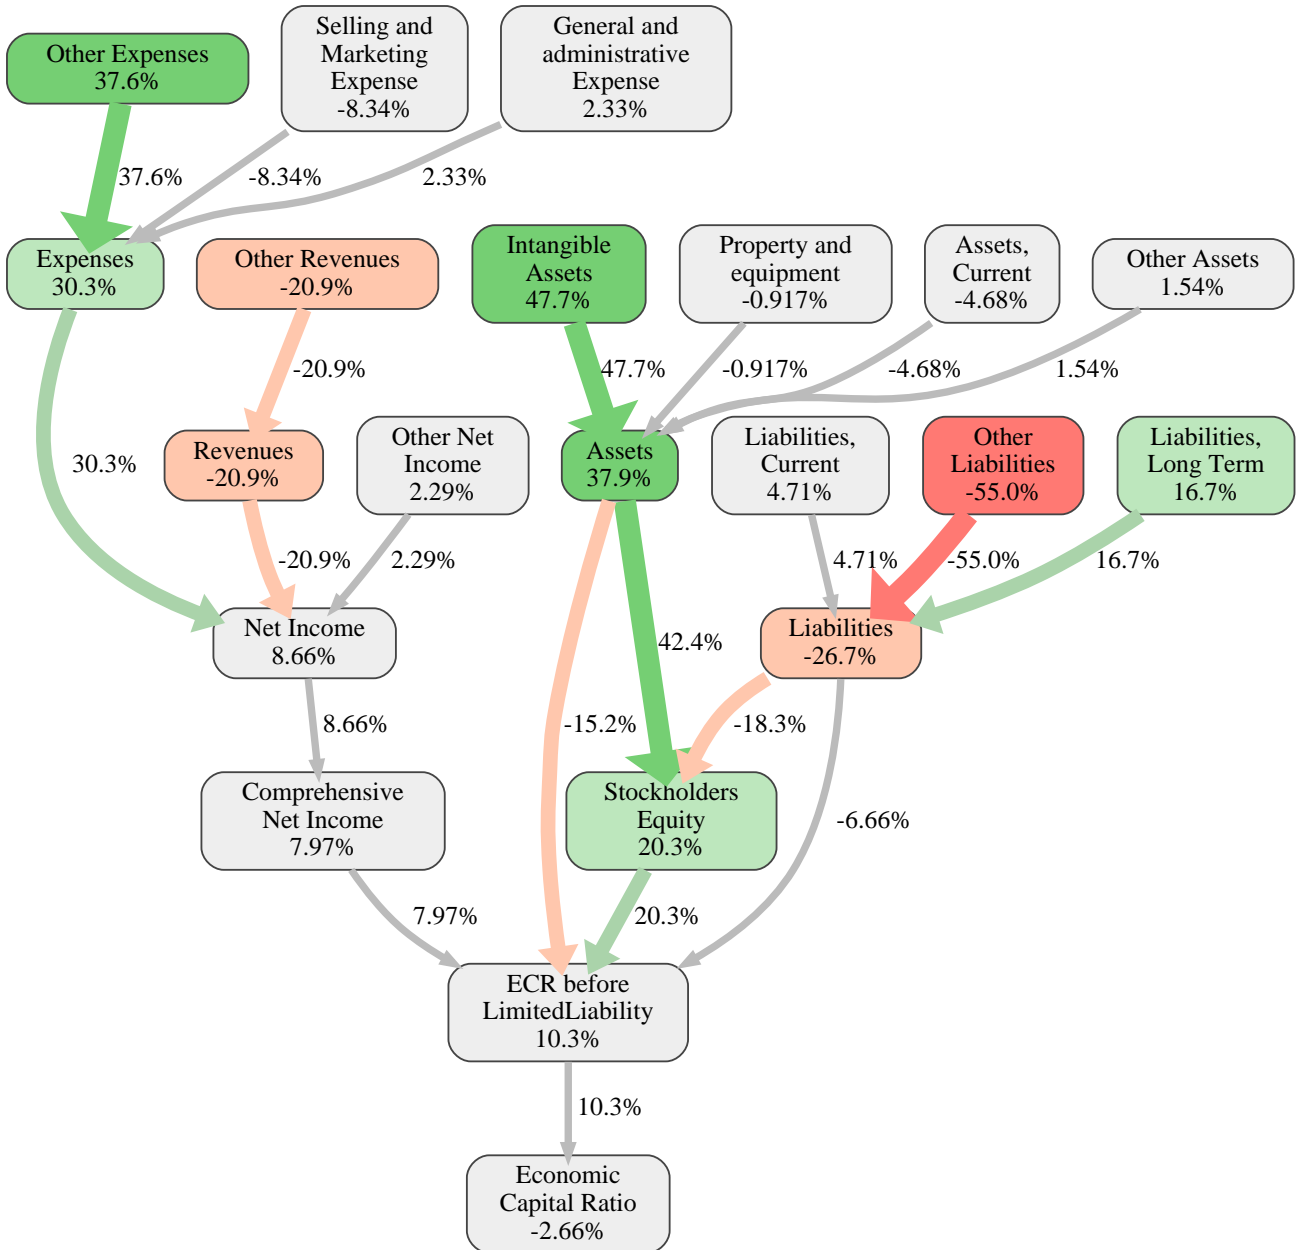 Other Expenses
37.6%
Selling and
Marketing
Expense
-8.34%
General and
administrative
Expense
2.33%
37.6%
-8.34%
2.33%
Expenses
30.3%
Other Revenues
-20.9%
Intangible
Assets
47.7%
Property and
equipment
-0.917%
Assets,
Current
-4.68%
Other Assets
1.54%
-20.9%
47.7%
-0.917%
-4.68%
1.54%
30.3%
Revenues
-20.9%
Other Net
Income
2.29%
Assets
37.9%
Liabilities,
Current
4.71%
Other
Liabilities
-55.0%
Liabilities,
Long Term
16.7%
-20.9%
2.29%
4.71%
-55.0%
16.7%
Net Income
8.66%
42.4%
Liabilities
-26.7%
8.66%
-15.2%
-18.3%
Comprehensive
Net Income
7.97%
Stockholders
Equity
20.3%
-6.66%
7.97%
20.3%
ECR before
LimitedLiability
10.3%
10.3%
Economic
Capital Ratio
-2.66%